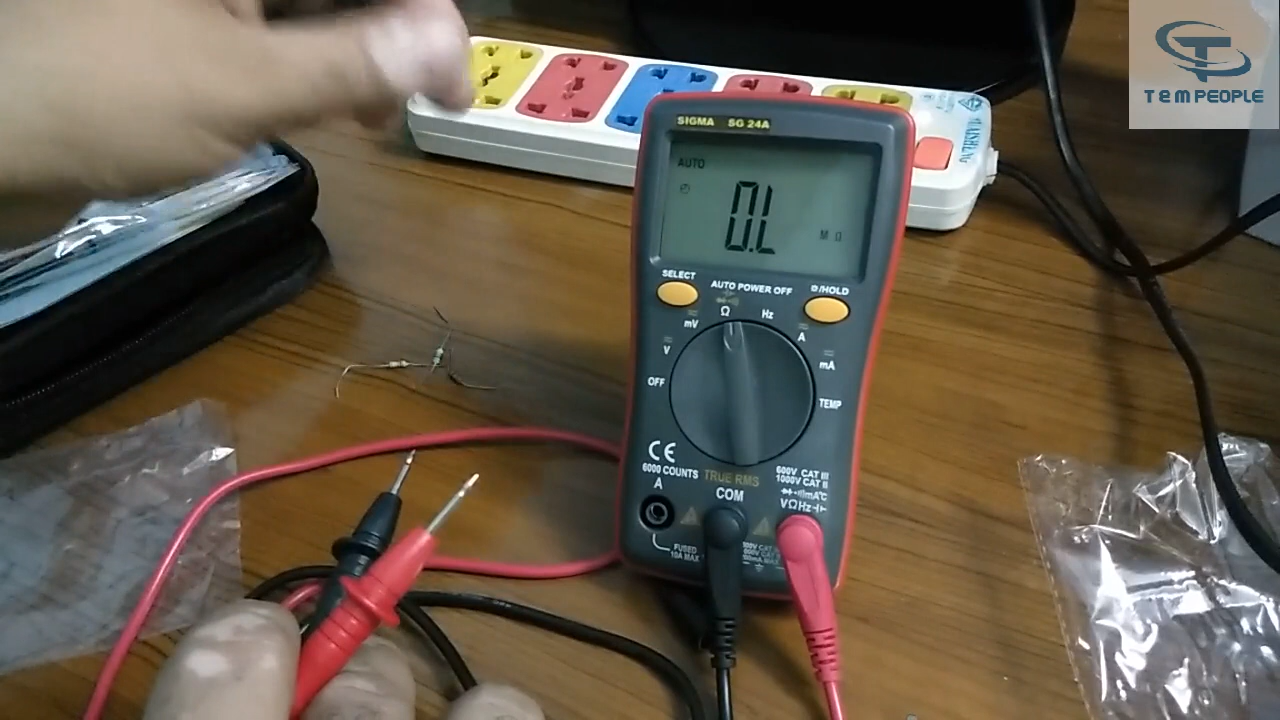 TEMPEOPLE
SIGMA SG 24A
AUTO
0.L
M Ω
SELECT
AUTO POWER OFF
/HOLD
mV
Ω
Hz
A
V
mA
OFF
TEMP
CE
6000 COUNTS
TRUE RMS
600V CAT III
1000V CAT II
A
COM
mA℃
VΩHz
FUSED
10A MAX